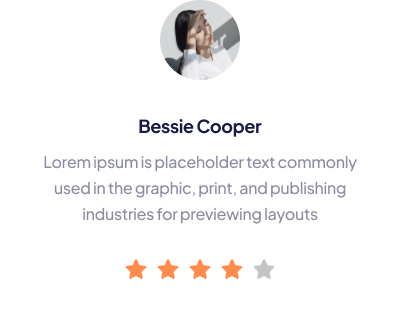 Bessie Cooper
Lorem ipsum is placeholder text commonly
used in the graphic, print, and publishing
industries for previewing layouts